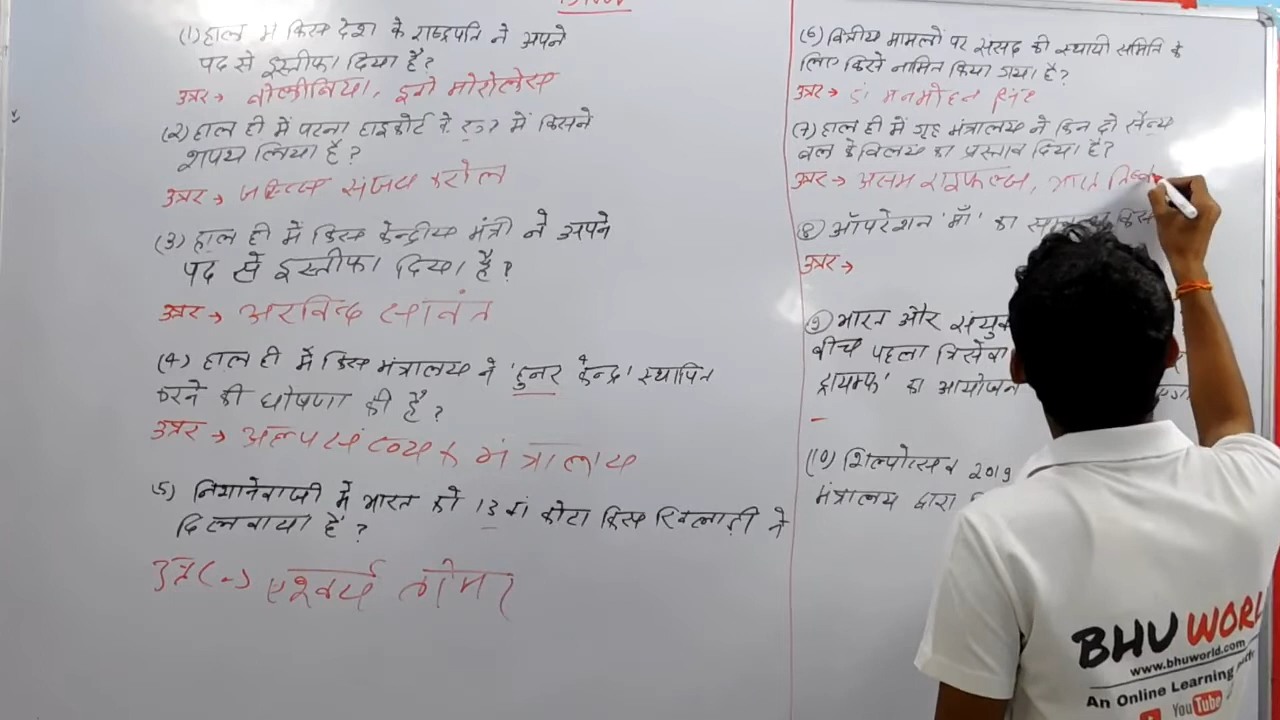 (1) हाल में किस देश के राष्ट्रपति ने अपने
पद से इस्तीफा दिया है?
उत्तर → बोलीविया, इवो मोरालेस
(2) हाल ही में पटना हाइकोर्ट के रूप में किसने
शपथ लिया है?
उत्तर → जस्टिस संजय करोल
(3) हाल ही में किस केन्द्रीय मंत्री ने अपने
पद से इस्तीफा दिया है?
उत्तर → अरविन्द सावंत
(4) हाल ही में किस मंत्रालय ने 'हुनर केन्द्र' स्थापित
करने की घोषणा की है?
उत्तर → अल्पसंख्यक मंत्रालय
(5) निशानेबाजी में भारत को 13 वां कोटा किस खिलाड़ी ने
दिलवाया है?
उत्तर → एश्वर्य तोमर
(6) वित्तीय मामलों पर संसद की स्थायी समिति के
लिए किसे नामित किया गया है?
उत्तर → डॉ मनमोहन सिंह
(7) हाल ही में गृह मंत्रालय ने किन दो सैन्य
बल के विलय का प्रस्ताव दिया है?
उत्तर → असम राइफल्ज, भारत तिब्ब
(8) ऑपरेशन 'माँ' का किस
उत्तर →
(9) भारत और संयुक्
बीच पहला त्रिसेवा
ट्रायम्फ' का आयोजन
(10) शिल्पोत्सव 2019
मंत्रालय द्वारा
BHU WORL
www.bhuworld.com
An Online Learning
YouTube